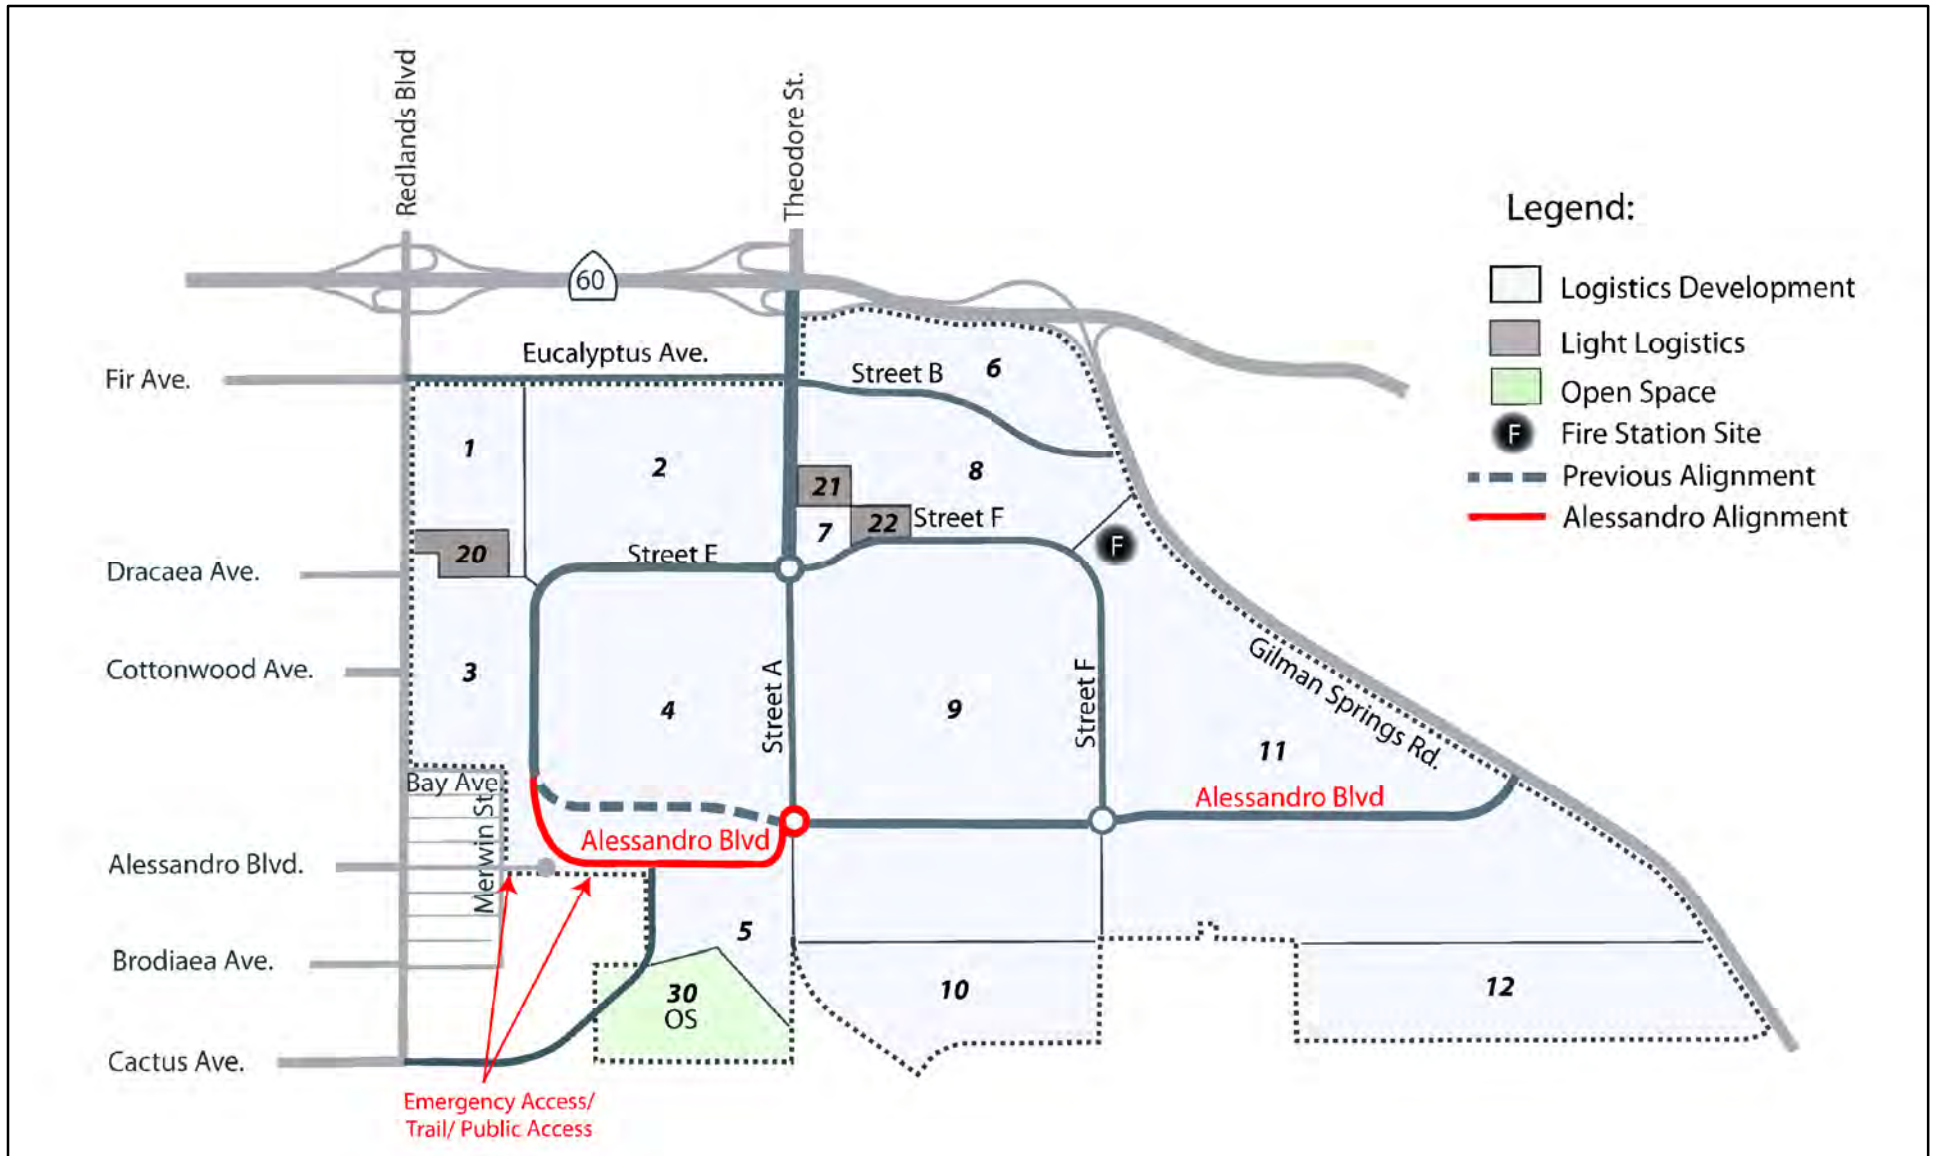 Redlands Blvd
Theodore St.
60
Legend:
Logistics Development
Light Logistics
Open Space
F
Fire Station Site
Previous Alignment
Alessandro Alignment
Fir Ave.
Eucalyptus Ave.
Street B
6
1
2
8
21
22
Street F
7
F
20
Street E
Dracaea Ave.
Cottonwood Ave.
3
4
Street A
9
Street F
Gilman Springs Rd.
11
Bay Ave.
Merwin St.
Alessandro Blvd
Alessandro Blvd
Alessandro Blvd.
5
Brodiaea Ave.
30
OS
10
12
Cactus Ave.
Emergency Access/
Trail/ Public Access